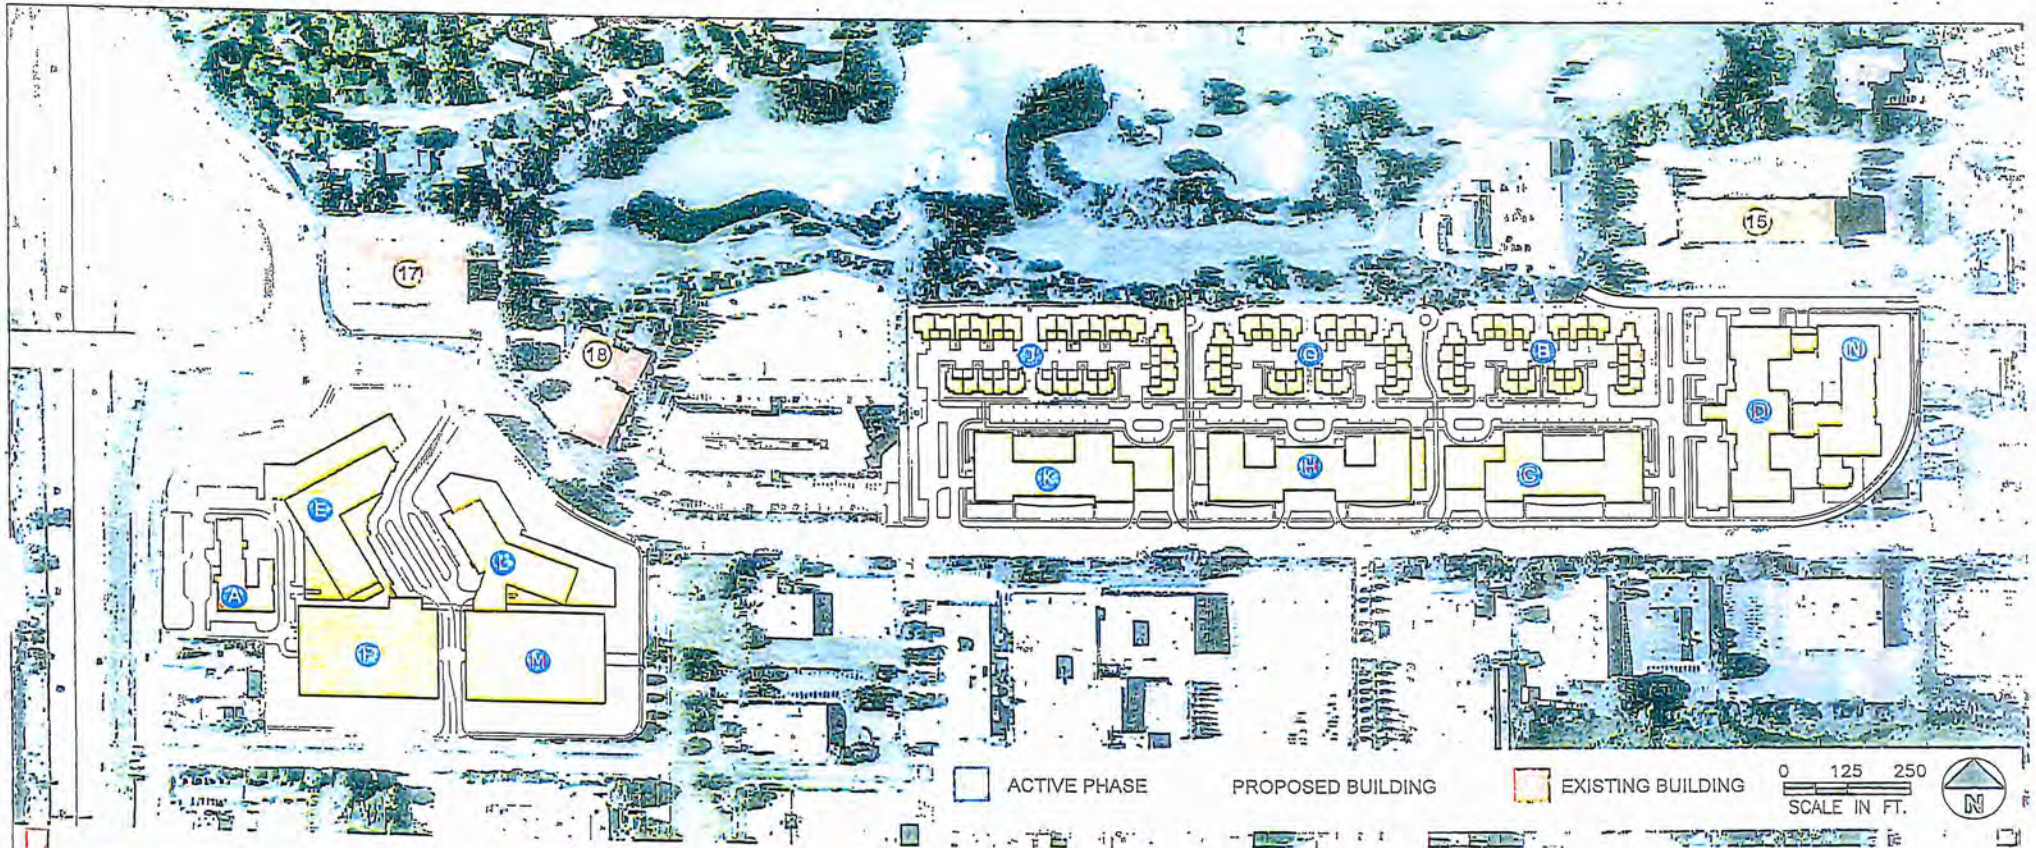 15
17
18
J
B
N
D
K
H
G
E
A
F
M
ACTIVE PHASE
PROPOSED BUILDING
EXISTING BUILDING
0 125 250
SCALE IN FT.
N